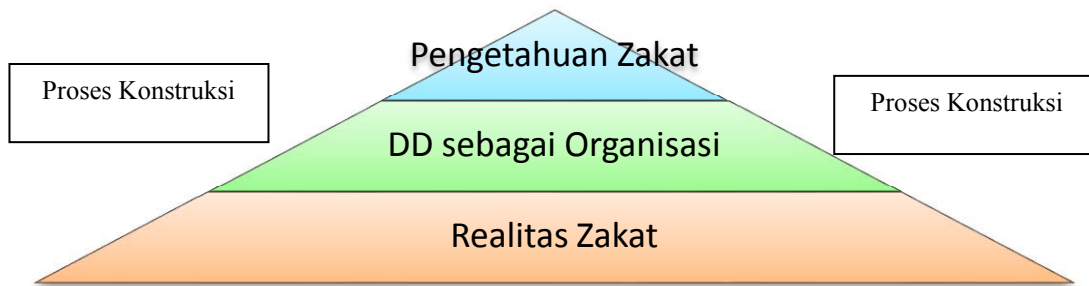 Pengetahuan Zakat
Proses Konstruksi
Proses Konstruksi
DD sebagai Organisasi
Realitas Zakat